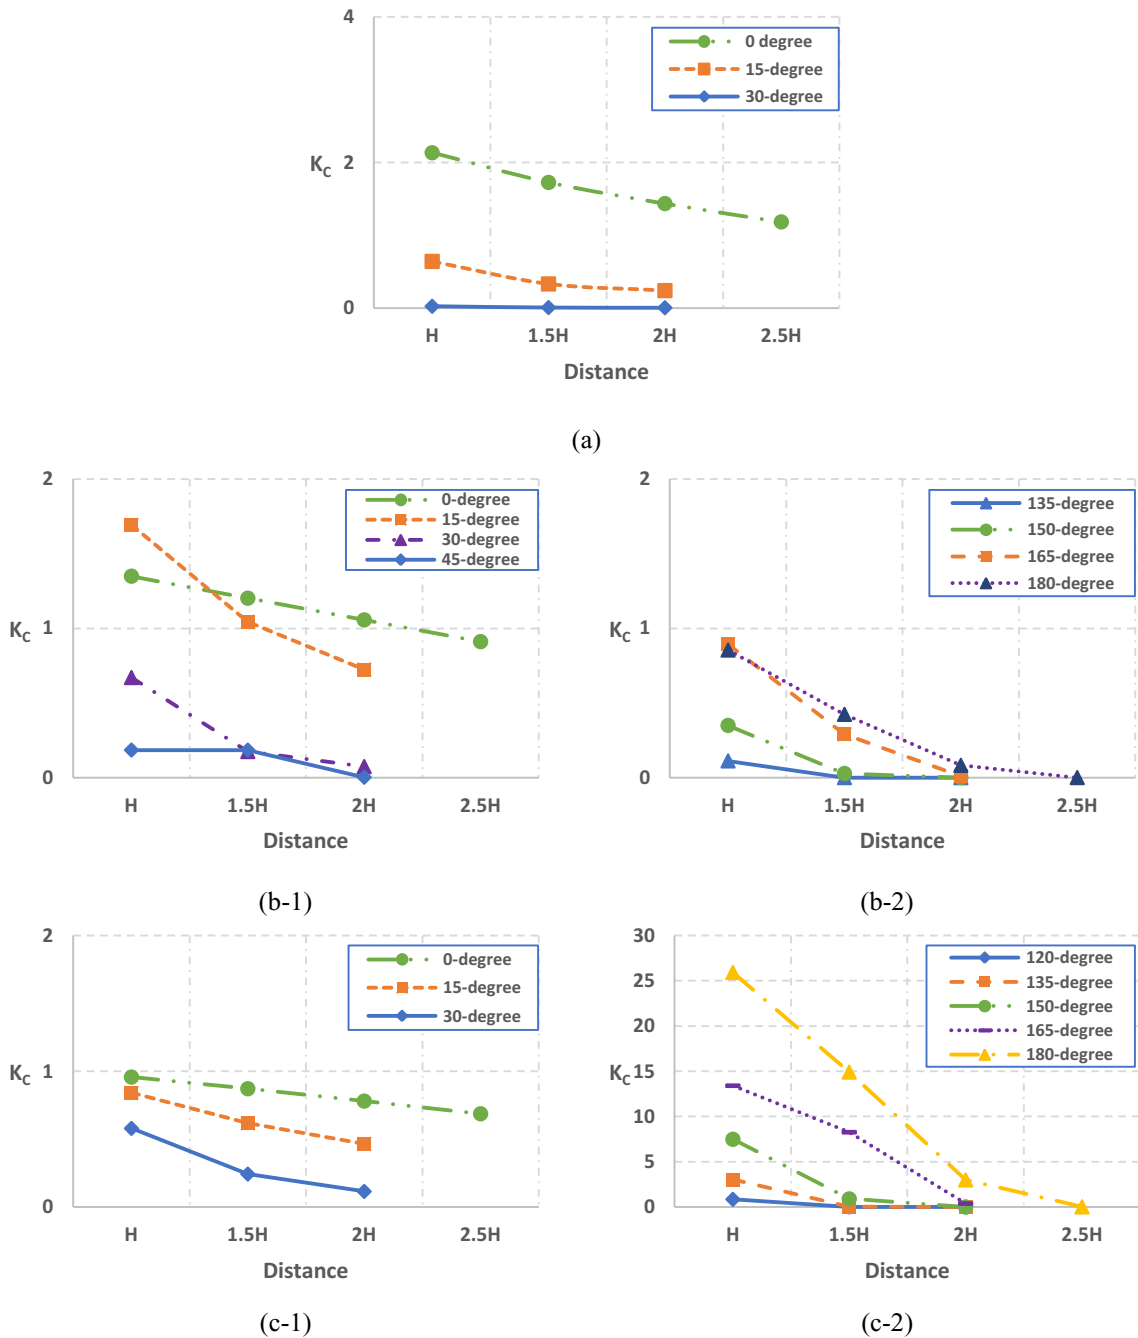 4
2
0
K_C
0 degree
15-degree
30-degree
H 1.5H 2H 2.5H
Distance
(a)
2
1
0
K_C
0-degree
15-degree
30-degree
45-degree
H 1.5H 2H 2.5H
Distance
(b-1)
2
1
0
K_C
135-degree
150-degree
165-degree
180-degree
H 1.5H 2H 2.5H
Distance
(b-2)
2
1
0
K_C
0-degree
15-degree
30-degree
H 1.5H 2H 2.5H
Distance
(c-1)
30
25
20
15
10
5
0
K_C
120-degree
135-degree
150-degree
165-degree
180-degree
H 1.5H 2H 2.5H
Distance
(c-2)